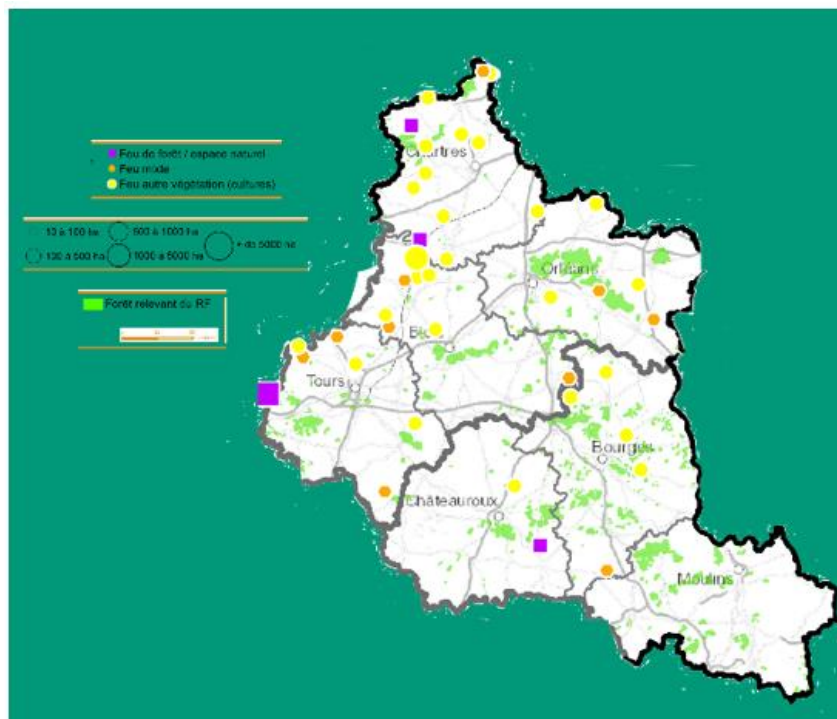 Feu de forêt / espace naturel
Feu mixte
Feu autre végétation (cultures)
10 à 100 ha
500 à 1000 ha
+ de 5000 ha
100 à 500 ha
1000 à 5000 ha
Forêt relevant du RF
Chartres
Orléans
Tours
Bourges
Châteauroux
Moulins